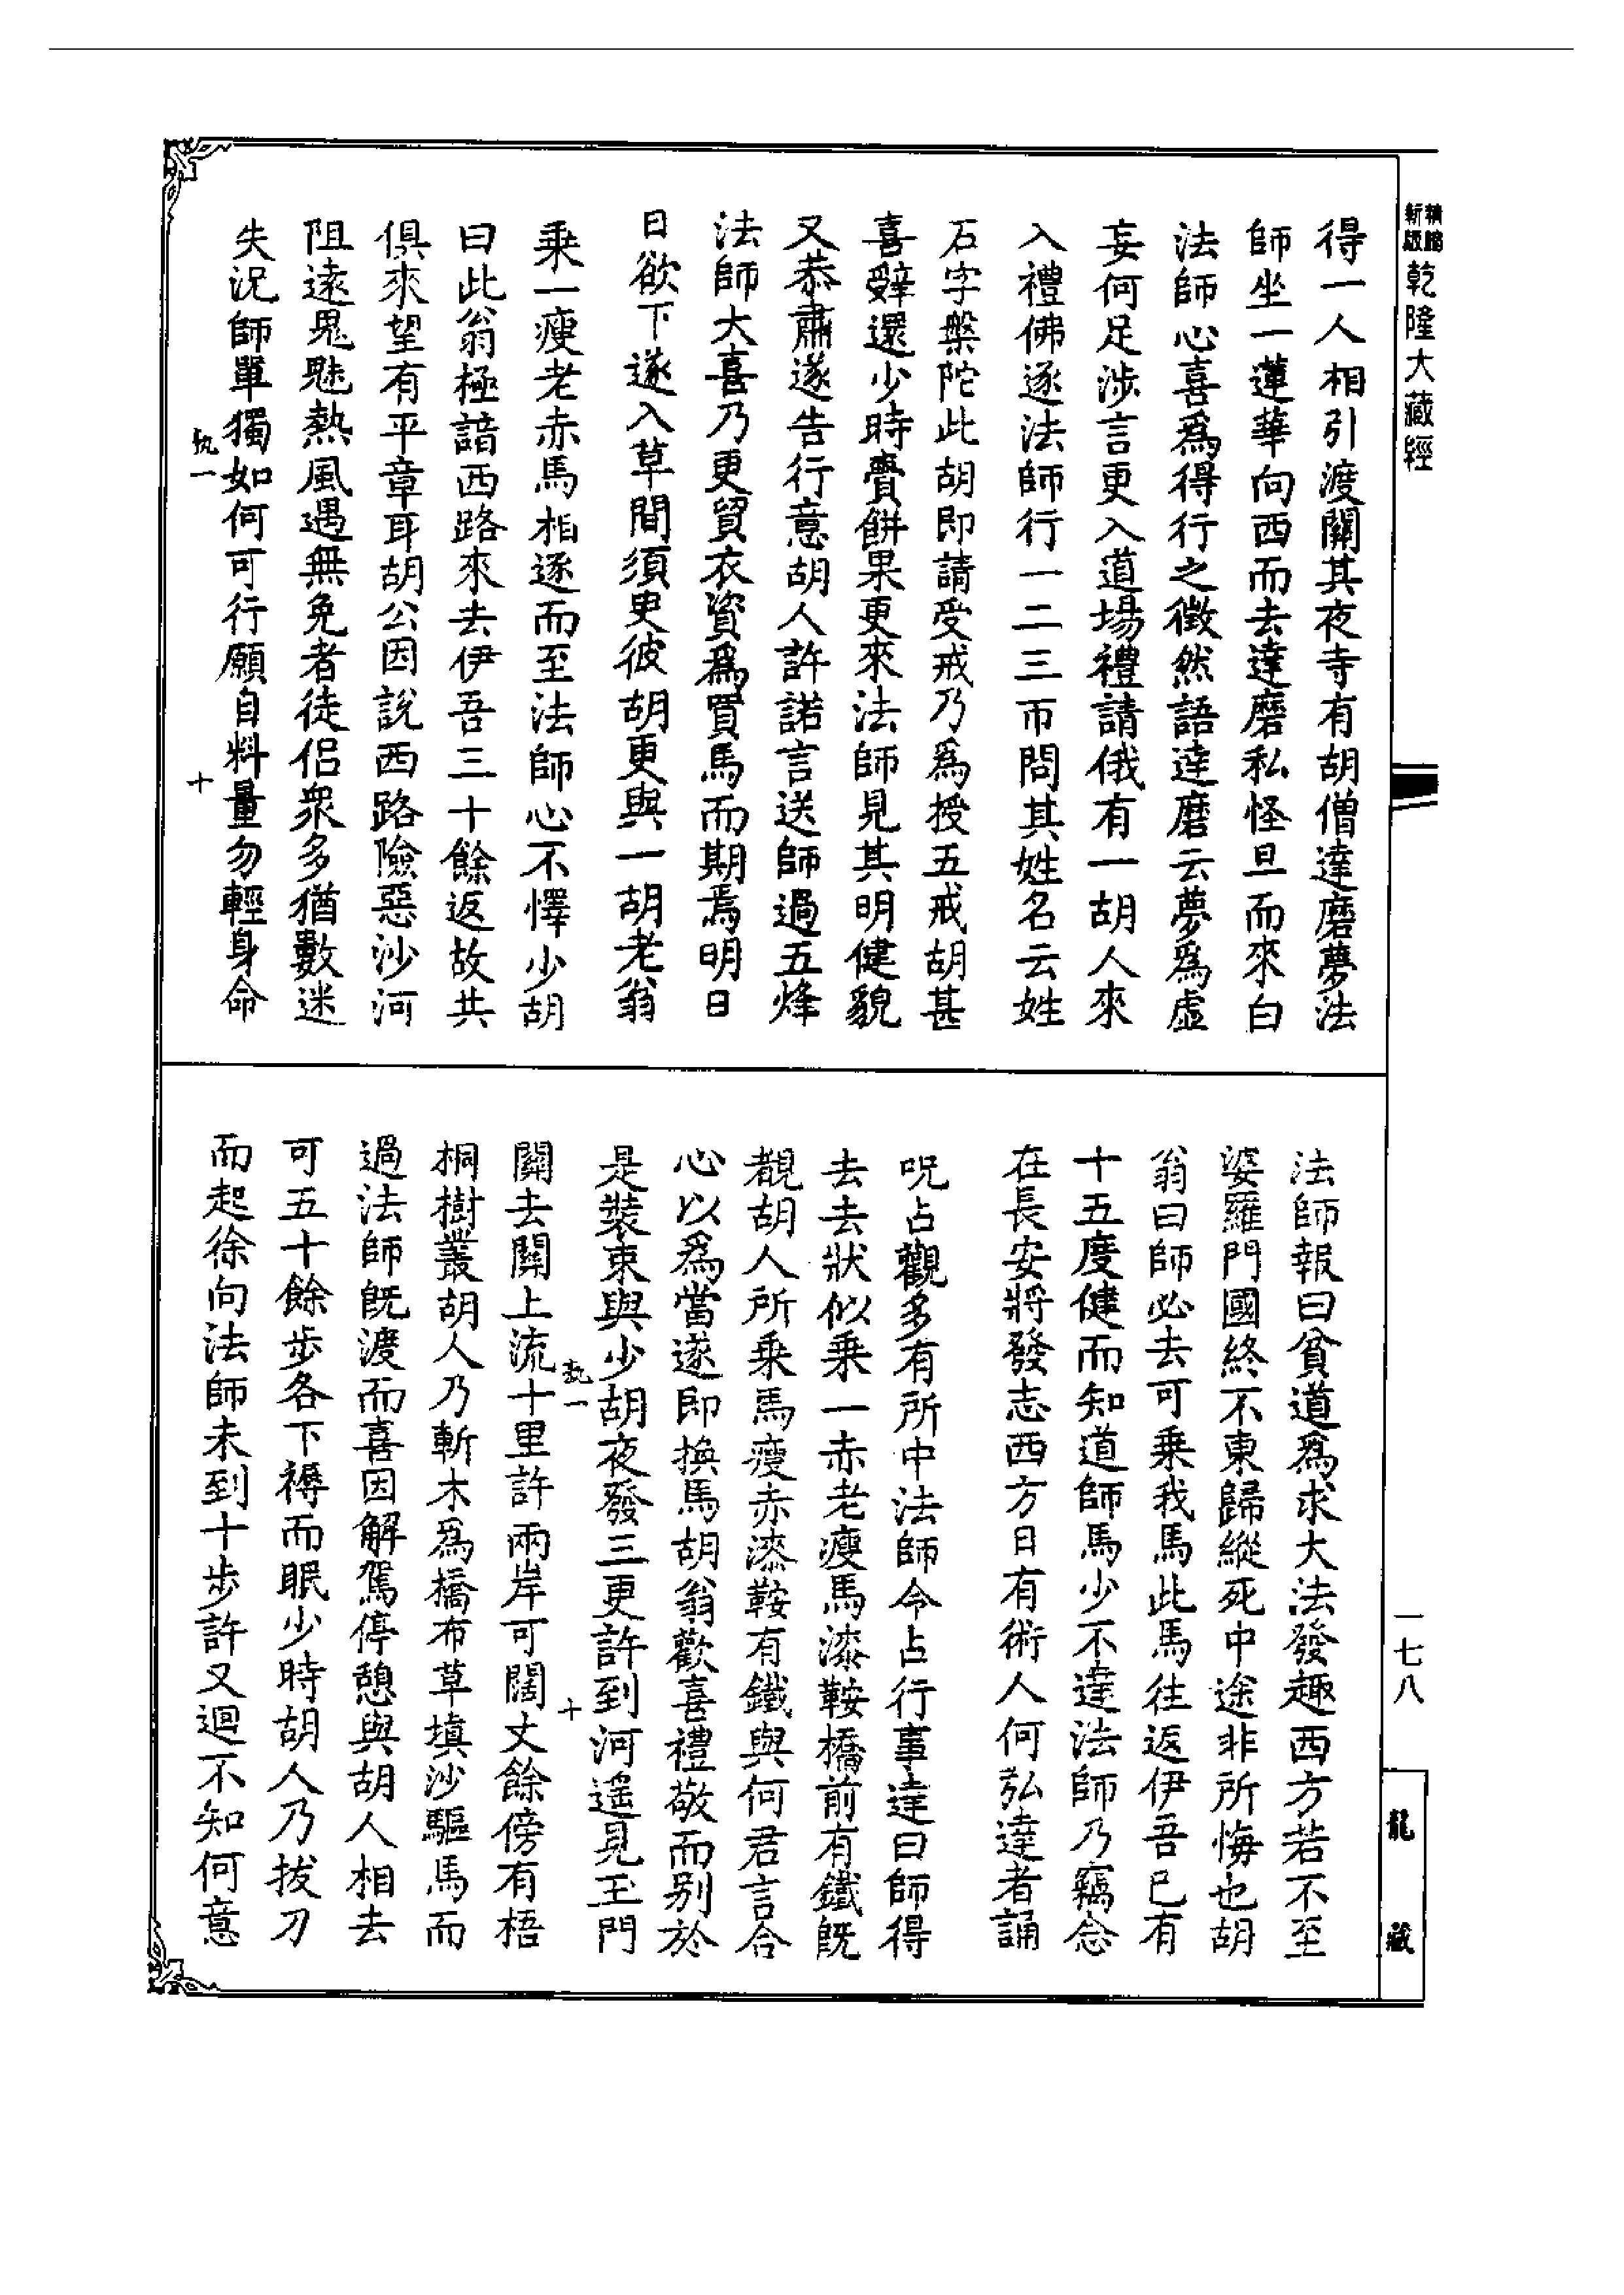 新編
新版
乾隆大藏經
得一人相引渡關其夜寺有胡僧達磨夢法
師坐一蓮華向西而去達磨私怪旦而來白
法師心喜為得行之徵然語達磨云夢為虛
妄何足涉言更入道場禮請俄有一胡人來
入禮佛逐法師行一二三帀問其姓名云姓
石字槃陀此胡即請受戒乃為授五戒胡甚
喜辭還少時賷餅果更來法師見其明健貌
又恭肅遂告行意胡人許諾言送師過五烽
法師大喜乃更貿衣資為買馬而期焉明日
日欲下遂入草間須臾彼胡更與一胡老翁
乘一瘦老赤馬相逐而至法師心不懌少胡
曰此翁極諳西路來去伊吾三十餘返故共
俱來望有平章耳胡公因說西路險惡沙河
阻遠鬼魅熱風遇無免者徒侶衆多猶數迷
失況師單獨如何可行願自料量勿輕身命
執一
十
法師報曰貧道為求大法發趣西方若不至
婆羅門國終不東歸縱死中途非所悔也胡
翁曰師必去可乘我馬此馬往返伊吾已有
十五度健而知道師馬少不達法師乃竊念
在長安將發志西方日有術人何弘達者誦
呪占觀多有所中法師令占行事達曰師得
去去狀似乘一赤老瘦馬漆鞍橋前有鐵旣
覩胡人所乘馬瘦赤漆鞍有鐵與何君言合
心以為當遂即換馬胡翁歡喜禮敬而别於
是裝束與少胡夜發三更許到河遥見玉門
執一
十
關去關上流十里許兩岸可闊丈餘傍有梧
桐樹叢胡人乃斬木為橋布草填沙驅馬而
過法師旣渡而喜因解駕停憩與胡人相去
可五十餘步各下褥而眠少時胡人乃拔刀
而起徐向法師未到十步許又迴不知何意
一七八
龍藏